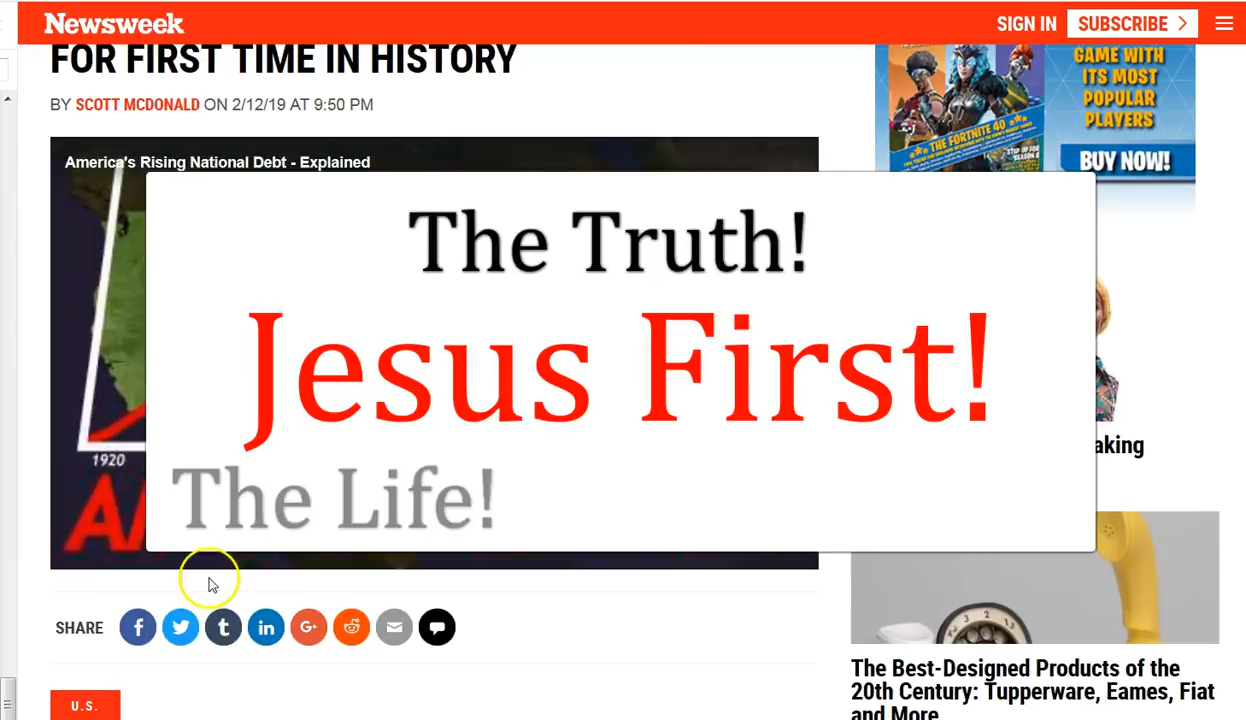 Newsweek
SIGN IN
SUBSCRIBE
FOR FIRST TIME IN HISTORY
BY SCOTT MCDONALD ON 2/12/19 AT 9:50 PM
America's Rising National Debt - Explained
GAME WITH
ITS MOST
POPULAR
PLAYERS
THE FORTNITE 40
BUY NOW!
The Truth!
Jesus First!
The Life!
1920
aking
SHARE
The Best-Designed Products of the
20th Century: Tupperware, Eames, Fiat
and More
U.S.